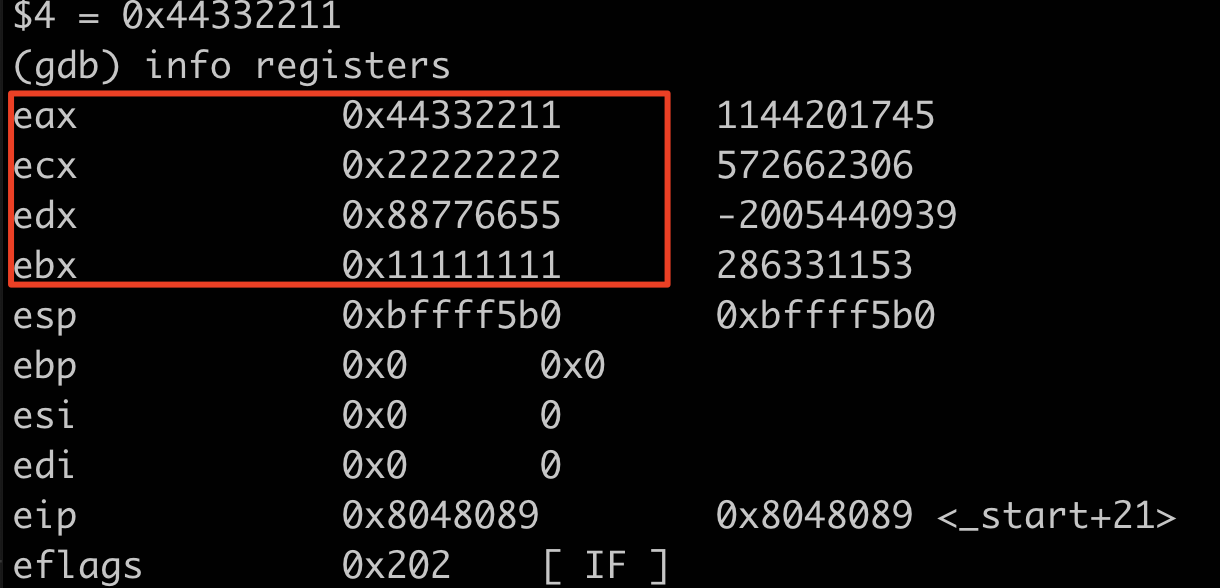 $4 = 0x44332211
(gdb) info registers
eax 0x44332211 1144201745
ecx 0x22222222 572662306
edx 0x88776655 -2005440939
ebx 0x11111111 286331153
esp 0xbffff5b0 0xbffff5b0
ebp 0x0 0x0
esi 0x0 0
edi 0x0 0
eip 0x8048089 0x8048089 <_start+21>
eflags 0x202 [ IF ]